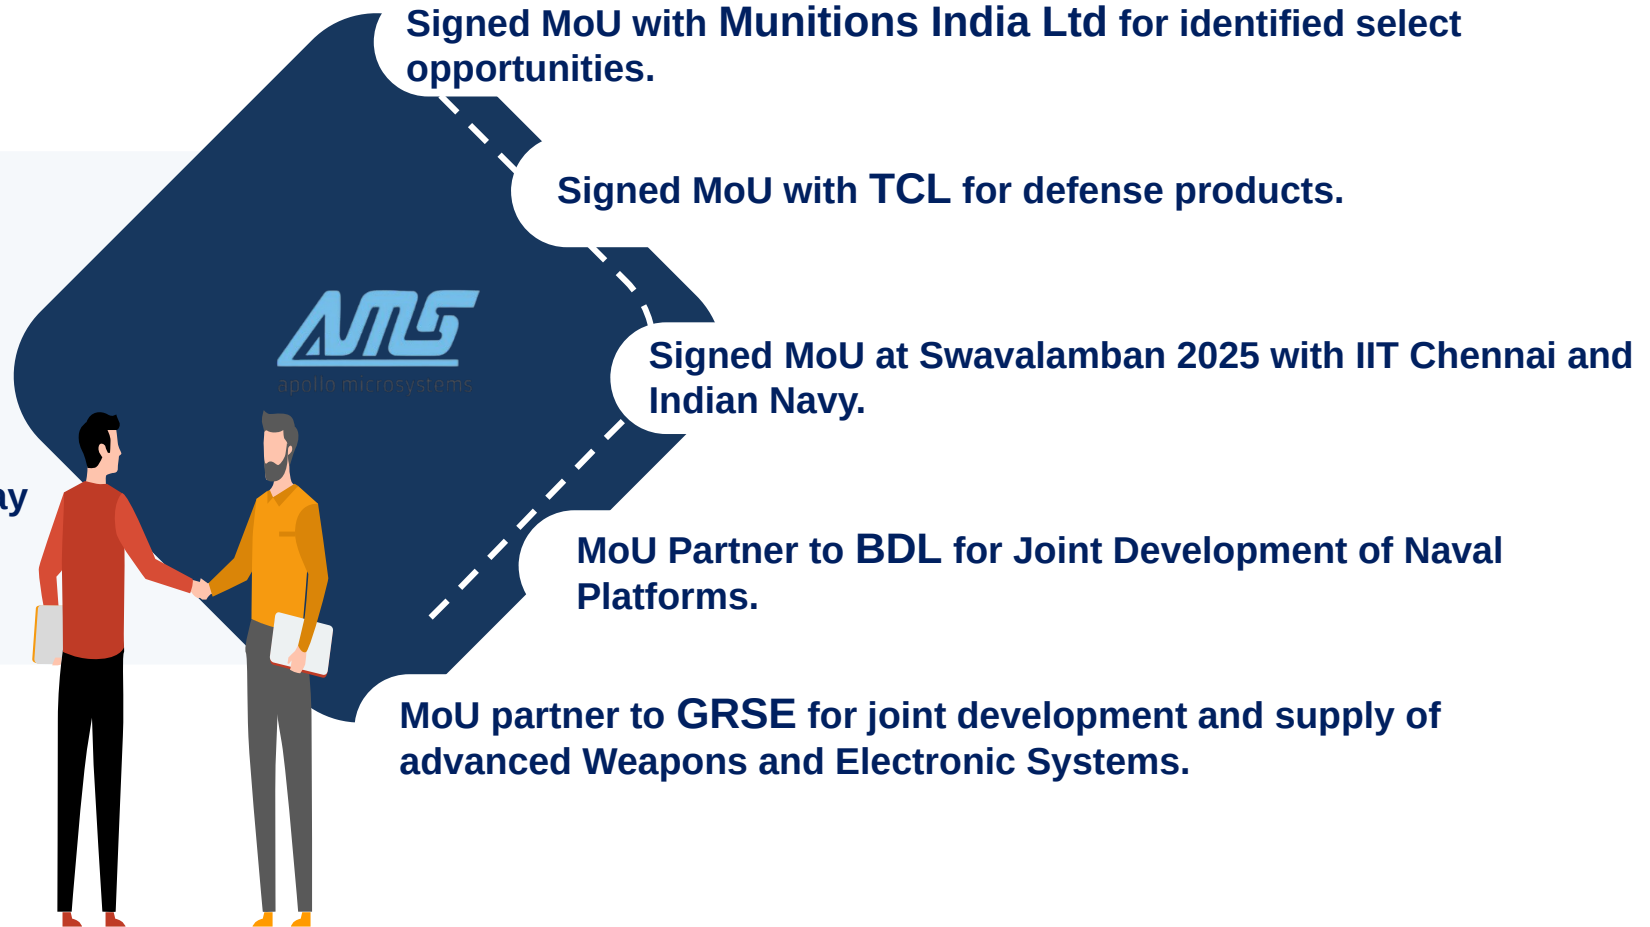 Signed MoU with Munitions India Ltd for identified select
opportunities.
Signed MoU with TCL for defense products.
AMS
apollo microsystems
Signed MoU at Swavalamban 2025 with IIT Chennai and
Indian Navy.
ay
MoU Partner to BDL for Joint Development of Naval
Platforms.
MoU partner to GRSE for joint development and supply of
advanced Weapons and Electronic Systems.